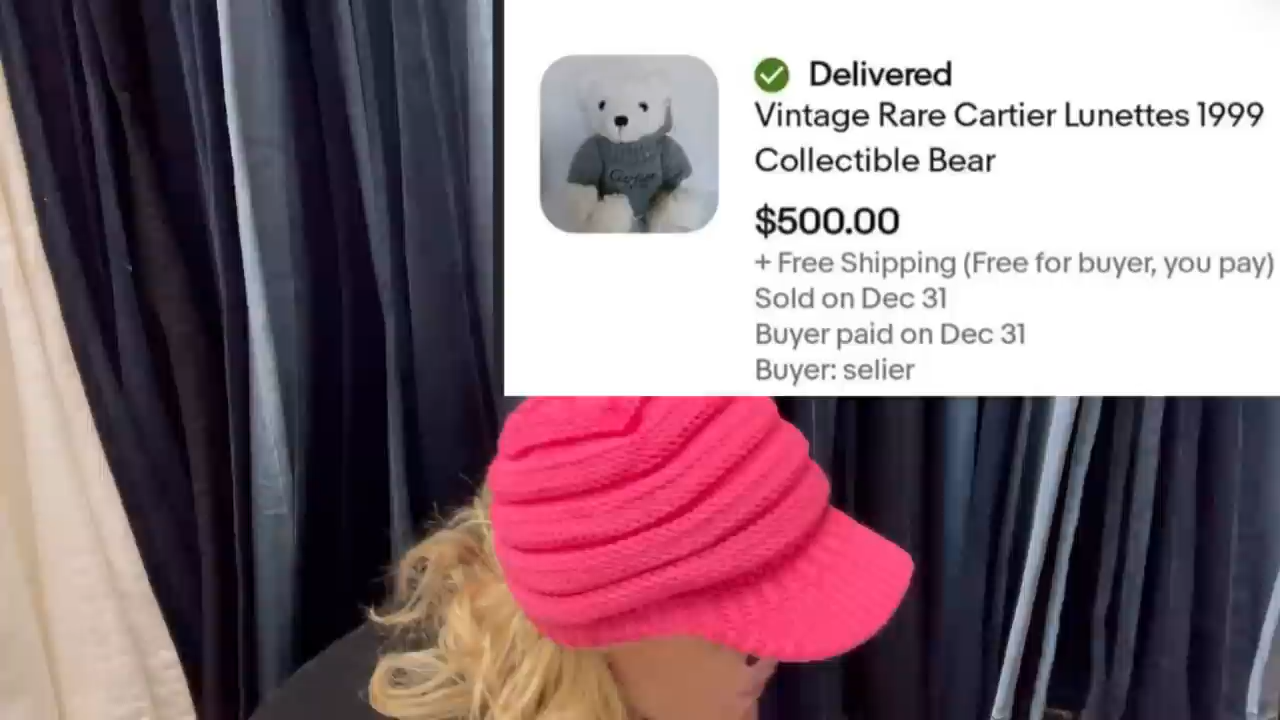 Delivered
Vintage Rare Cartier Lunettes 1999
Collectible Bear
$500.00
+ Free Shipping (Free for buyer, you pay)
Sold on Dec 31
Buyer paid on Dec 31
Buyer: selier